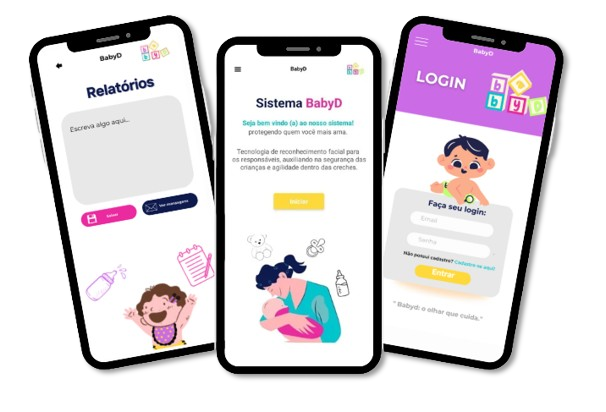 BabyD
Relatórios
Escreva algo aqui...
Salvar
Ver mensagens
BabyD
Sistema BabyD
Seja bem vindo (a) ao nosso sistema!
protegendo quem você mais ama.
Tecnologia de reconhecimento facial para
os responsáveis, auxiliando na segurança das
crianças e agilidade dentro das creches.
Iniciar
BabyD
LOGIN
b D
b y D
Faça seu login:
Email
Senha
Não possui cadastro? Cadastre-se aqui!
Entrar
" Babyd: o olhar que cuida."